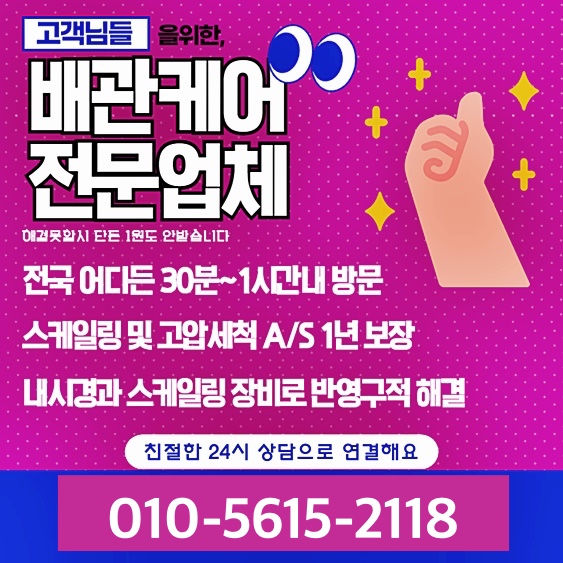 고객님들 을위한,
배관케어
전문업체
해결못할시 단돈 1원도 안받습니다
전국 어디든 30분~1시간내 방문
스케일링 및 고압세척 A/S 1년 보장
내시경과 스케일링 장비로 반영구적 해결
친절한 24시 상담으로 연결해요
010-5615-2118